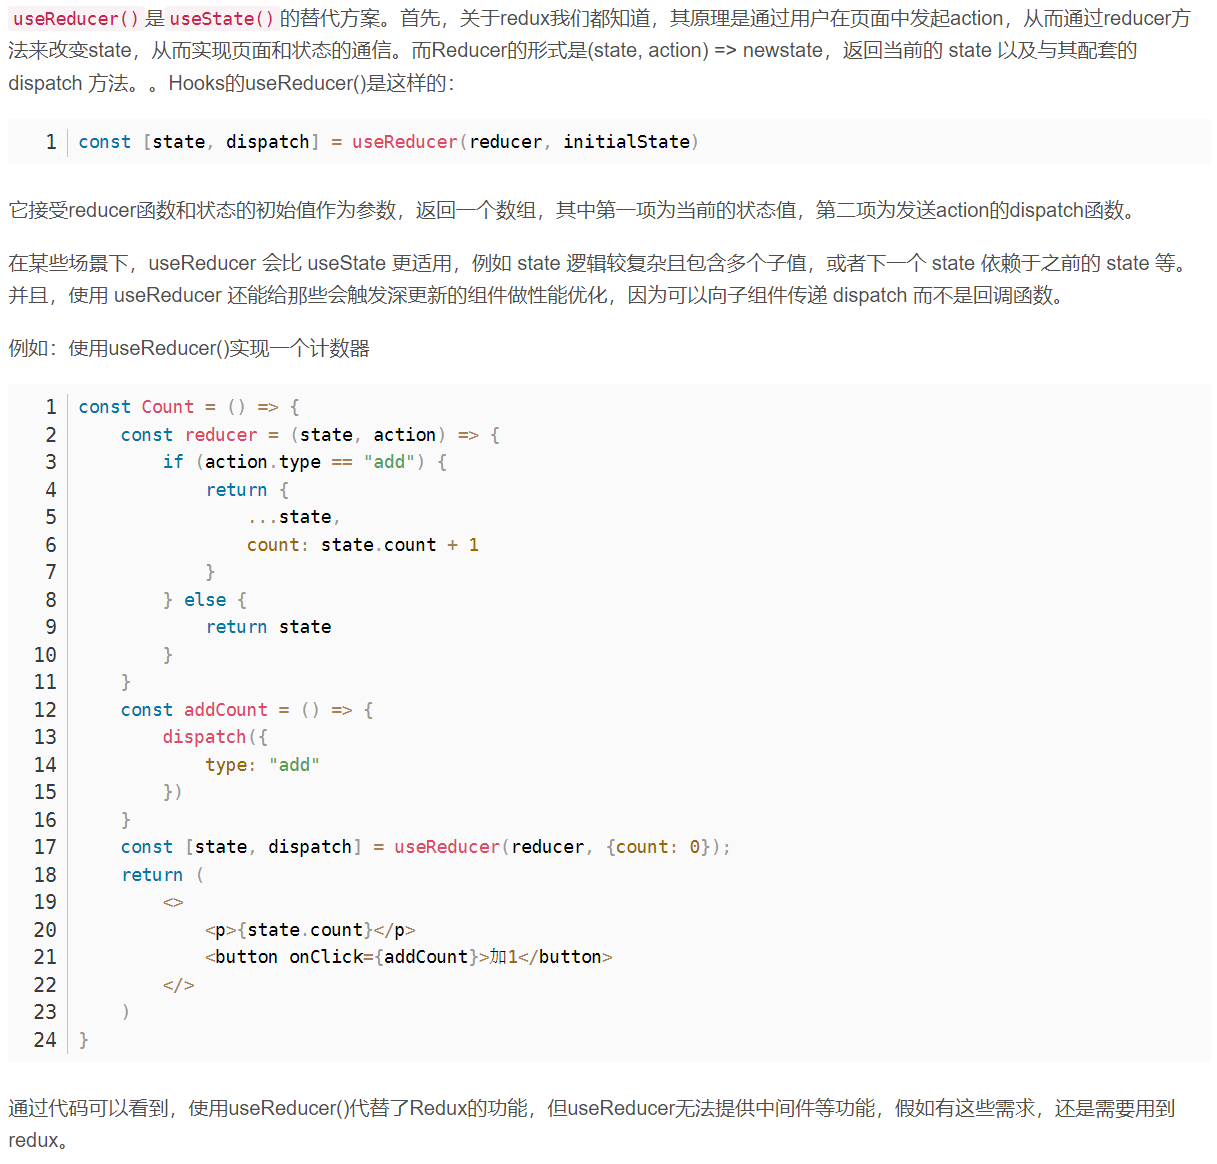 useReducer()是useState()的替代方案。首先，关于redux我们都知道，其原理是通过用户在页面中发起action，从而通过reducer方
法来改变state，从而实现页面和状态的通信。而Reducer的形式是(state, action) => newstate，返回当前的 state 以及与其配套的
dispatch 方法。。Hooks的useReducer()是这样的：
1 const [state, dispatch] = useReducer(reducer, initialState)
它接受reducer函数和状态的初始值作为参数，返回一个数组，其中第一项为当前的状态值，第二项为发送action的dispatch函数。
在某些场景下，useReducer 会比 useState 更适用，例如 state 逻辑较复杂且包含多个子值，或者下一个 state 依赖于之前的 state 等。
并且，使用 useReducer 还能给那些会触发深更新的组件做性能优化，因为可以向子组件传递 dispatch 而不是回调函数。
例如：使用useReducer()实现一个计数器
1 const Count = () => {
2     const reducer = (state, action) => {
3         if (action.type == "add") {
4             return {
5                 ...state,
6                 count: state.count + 1
7             }
8         } else {
9             return state
10         }
11     }
12     const addCount = () => {
13         dispatch({
14             type: "add"
15         })
16     }
17     const [state, dispatch] = useReducer(reducer, {count: 0});
18     return (
19         <>
20             <p>{state.count}</p>
21             <button onClick={addCount}>加1</button>
22         </>
23     )
24 }
通过代码可以看到，使用useReducer()代替了Redux的功能，但useReducer无法提供中间件等功能，假如有这些需求，还是需要用到
redux。